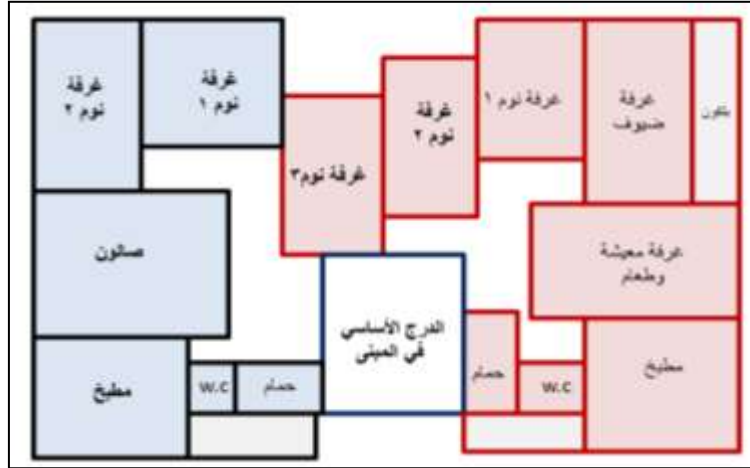 غرفة
نوم ٢
غرفة
نوم ١
غرفة نوم٣
غرفة
نوم ٢
غرفة نوم ١
غرفة
ضيوف
بلكون
صالون
غرفة معيشة
وطعام
الدرج الأساسي
في المبنى
مطبخ
w.c
حمام
حمام
w.c
مطبخ